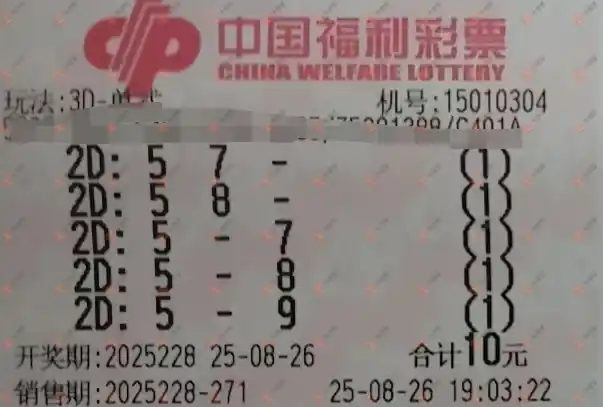 中国福利彩票
CHINA WELFARE LOTTERY
玩法:3D-单式 机号:15010304
/C401A
2D: 5 7 - (1)
2D: 5 8 - (1)
2D: 5 - 7 (1)
2D: 5 - 8 (1)
2D: 5 - 9 (1)
开奖期:2025228 25-08-26 合计10元
销售期:2025228-271 25-08-26 19:03:22